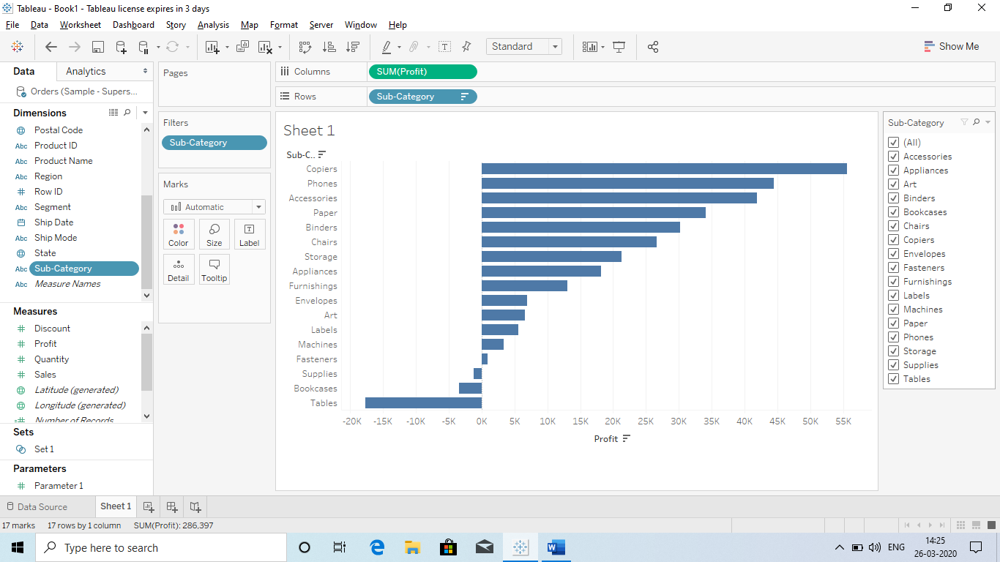 Tableau - Book1 - Tableau license expires in 3 days
File Data Worksheet Dashboard Story Analysis Map Format Server Window Help
Standard
Show Me
Data Analytics
Orders (Sample - Supers...
Dimensions
Postal Code
Abc Product ID
Abc Product Name
Abc Region
# Row ID
Abc Segment
Ship Date
Abc Ship Mode
State
Abc Sub-Category
Abc Measure Names
Measures
# Discount
# Profit
# Quantity
# Sales
Latitude (generated)
Longitude (generated)
# Number of Records
Sets
Set 1
Parameters
# Parameter 1
Pages
Filters
Sub-Category
Marks
Automatic
Color Size Label
Detail Tooltip
Columns SUM(Profit)
Rows Sub-Category
Sheet 1
Sub-C..
Copiers
Phones
Accessories
Paper
Binders
Chairs
Storage
Appliances
Furnishings
Envelopes
Art
Labels
Machines
Fasteners
Supplies
Bookcases
Tables
-20K -15K -10K -5K 0K 5K 10K 15K 20K 25K 30K 35K 40K 45K 50K 55K
Profit
Sub-Category
(All)
Accessories
Appliances
Art
Binders
Bookcases
Chairs
Copiers
Envelopes
Fasteners
Furnishings
Labels
Machines
Paper
Phones
Storage
Supplies
Tables
Data Source Sheet 1
17 marks 17 rows by 1 column SUM(Profit): 286,397
Type here to search
ENG
14:25
26-03-2020